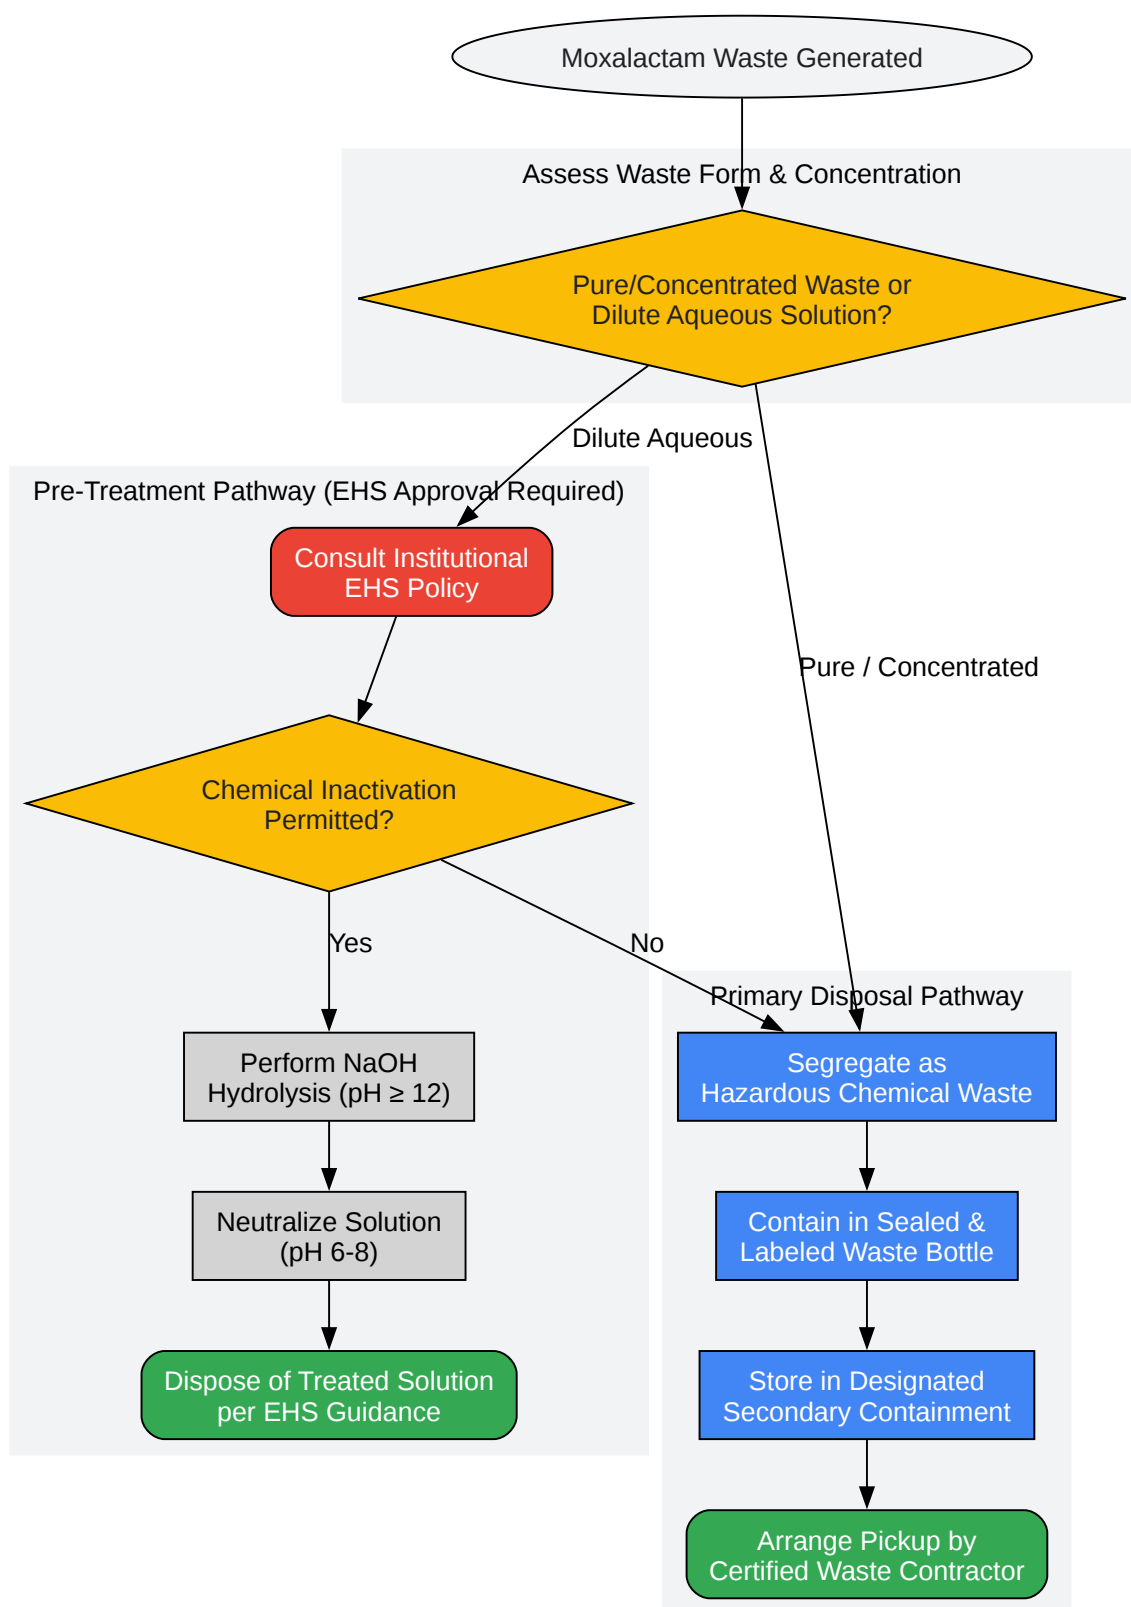 Moxalactam Waste Generated
Assess Waste Form & Concentration
Pure/Concentrated Waste or
Dilute Aqueous Solution?
Dilute Aqueous
Pre-Treatment Pathway (EHS Approval Required)
Consult Institutional
EHS Policy
Pure / Concentrated
Chemical Inactivation
Permitted?
Yes
No
Primary Disposal Pathway
Perform NaOH
Hydrolysis (pH ≥ 12)
Segregate as
Hazardous Chemical Waste
Neutralize Solution
(pH 6-8)
Contain in Sealed &
Labeled Waste Bottle
Dispose of Treated Solution
per EHS Guidance
Store in Designated
Secondary Containment
Arrange Pickup by
Certified Waste Contractor